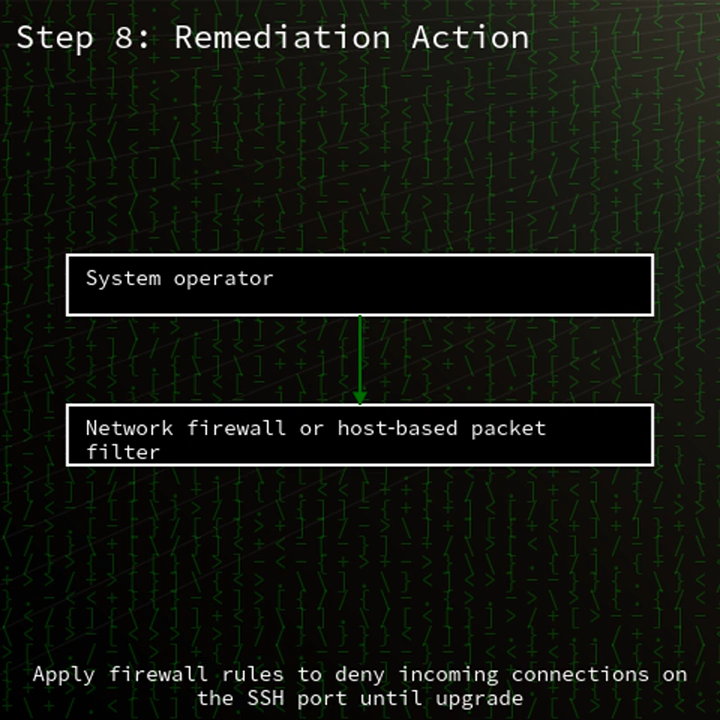 Step 8: Remediation Action
System operator
Network firewall or host-based packet
filter
Apply firewall rules to deny incoming connections on
the SSH port until upgrade